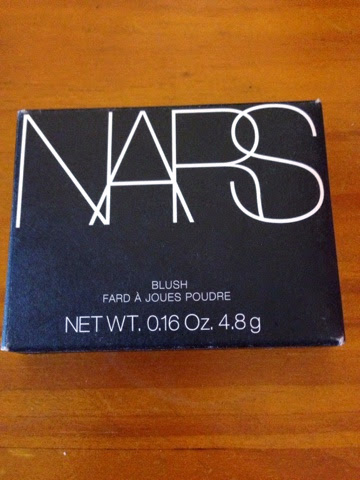 NARS
BLUSH
FARD À JOUES POUDRE
NET WT. 0.16 Oz. 4.8 g